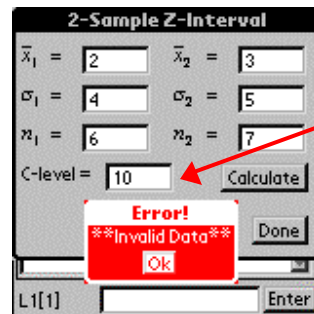 2-Sample Z-Interval
x̄₁ = 2 x̄₂ = 3
σ₁ = 4 σ₂ = 5
n₁ = 6 n₂ = 7
C-level = 10 Calculate
Error!
**Invalid Data**
Ok
Done
L1[1] Enter